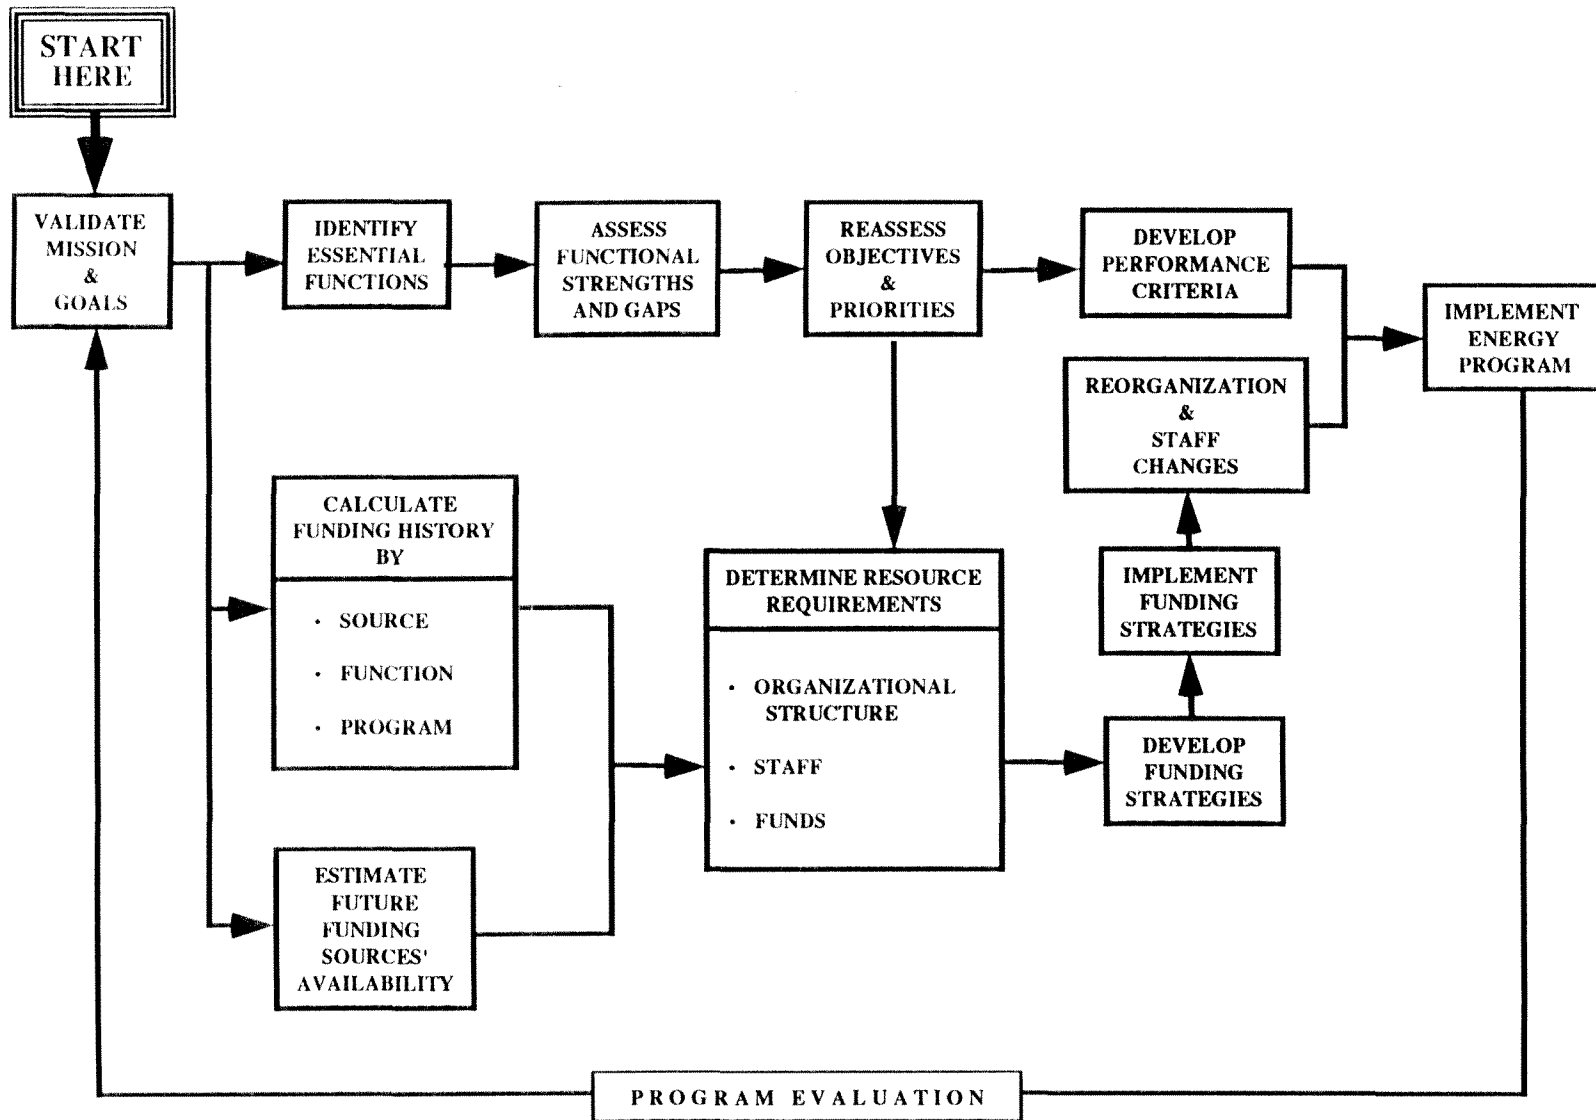 START
HERE
VALIDATE
MISSION
&
GOALS
IDENTIFY
ESSENTIAL
FUNCTIONS
ASSESS
FUNCTIONAL
STRENGTHS
AND GAPS
REASSESS
OBJECTIVES
&
PRIORITIES
DEVELOP
PERFORMANCE
CRITERIA
IMPLEMENT
ENERGY
PROGRAM
REORGANIZATION
&
STAFF
CHANGES
CALCULATE
FUNDING HISTORY
BY
· SOURCE
· FUNCTION
· PROGRAM
DETERMINE RESOURCE
REQUIREMENTS
· ORGANIZATIONAL
STRUCTURE
· STAFF
· FUNDS
IMPLEMENT
FUNDING
STRATEGIES
DEVELOP
FUNDING
STRATEGIES
ESTIMATE
FUTURE
FUNDING
SOURCES'
AVAILABILITY
PROGRAM EVALUATION